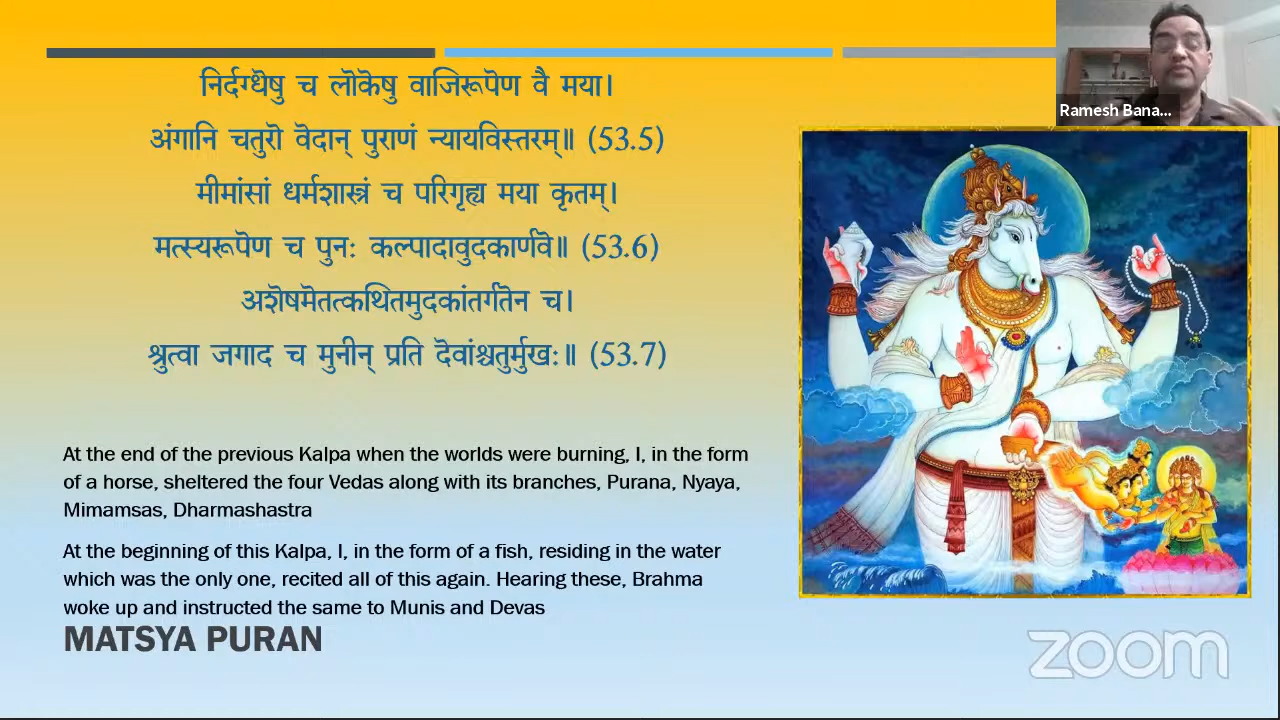 निर्दग्धॆषु च लॊकॆषु वाजिरूपॆण वै मया।
अंगानि चतुरॊ वॆदान् पुराणं न्यायविस्तरम्॥ (53.5)
मीमांसां धर्मशास्त्रं च परिगृह्य मया कृतम्।
मत्स्यरूपॆण च पुनः कल्पादावुदकार्णवॆ॥ (53.6)
अशॆषमॆतत्कथितमुदकांतर्गतॆन च।
श्रुत्वा जगाद च मुनीन् प्रति दॆवांश्चतुर्मुखः॥ (53.7)
At the end of the previous Kalpa when the worlds were burning, I, in the form
of a horse, sheltered the four Vedas along with its branches, Purana, Nyaya,
Mimamsas, Dharmashastra
At the beginning of this Kalpa, I, in the form of a fish, residing in the water
which was the only one, recited all of this again. Hearing these, Brahma
woke up and instructed the same to Munis and Devas
MATSYA PURAN
Ramesh Bana...
zoom